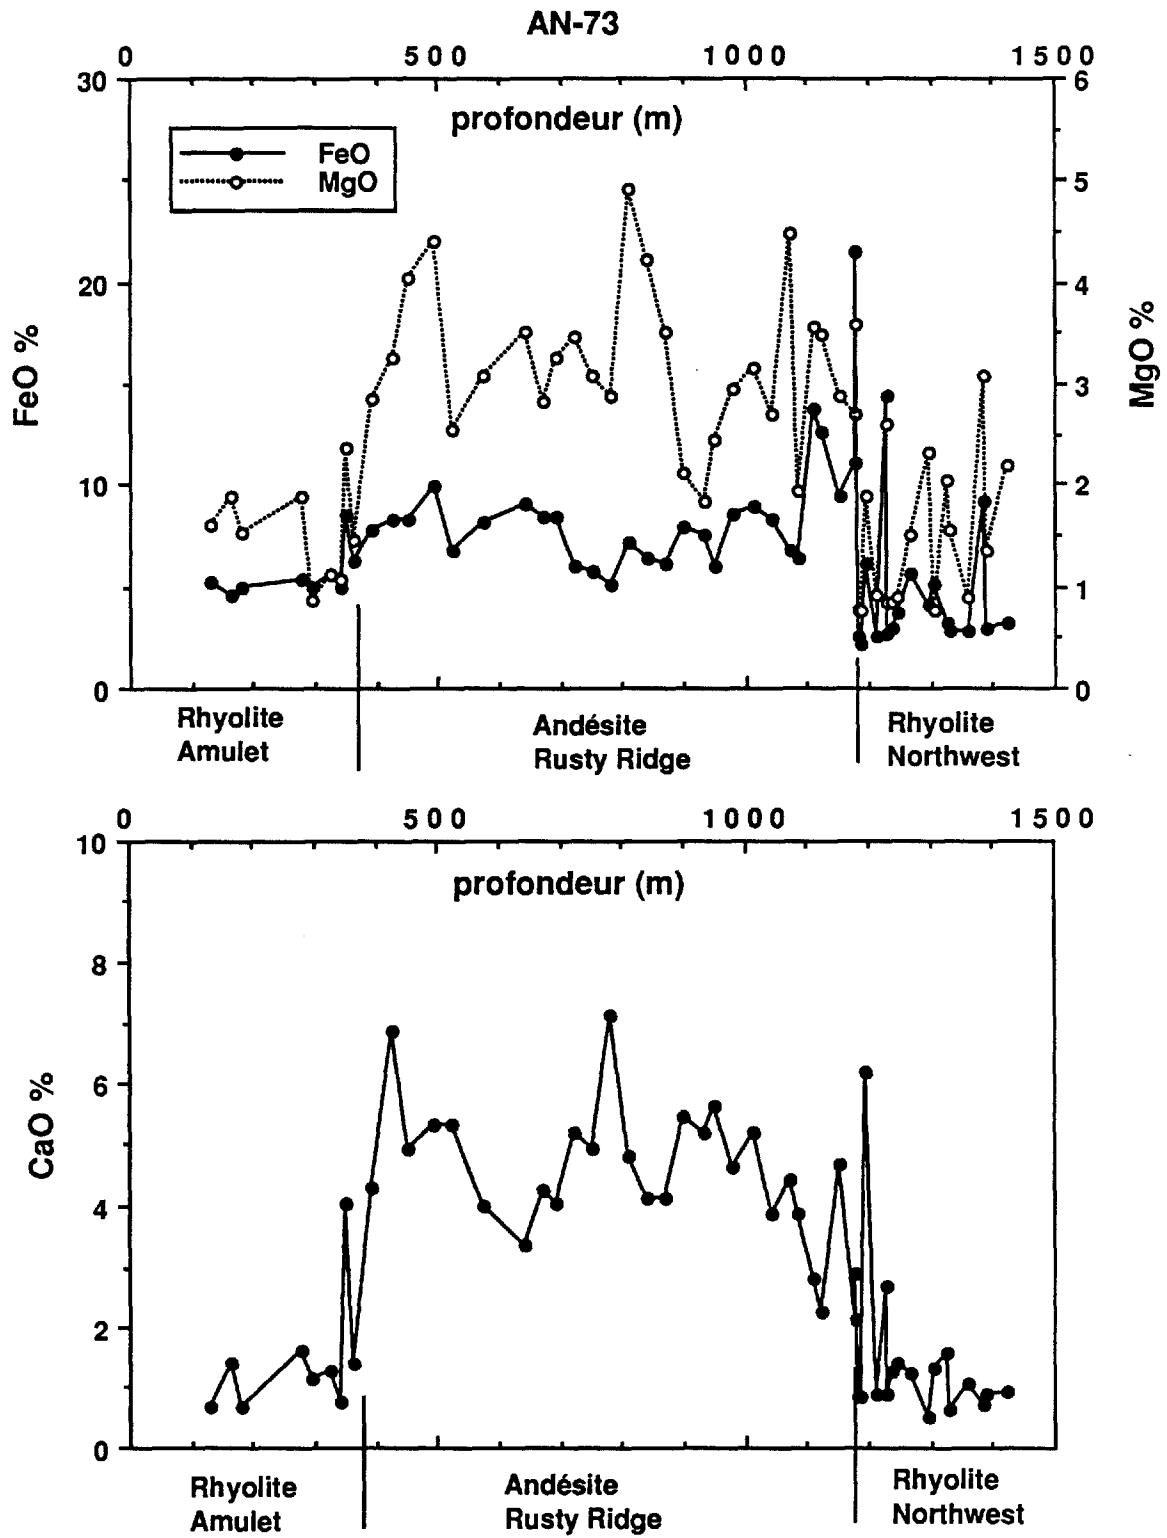 AN-73
0 500 1000 1500
30 6
profondeur (m)
FeO
MgO
5
20 4
FeO %
MgO %
3
10 2
1
0 0
Rhyolite
Amulet
Andésite
Rusty Ridge
Rhyolite
Northwest
0 500 1000 1500
10
profondeur (m)
8
6
CaO %
4
2
0
Rhyolite
Amulet
Andésite
Rusty Ridge
Rhyolite
Northwest